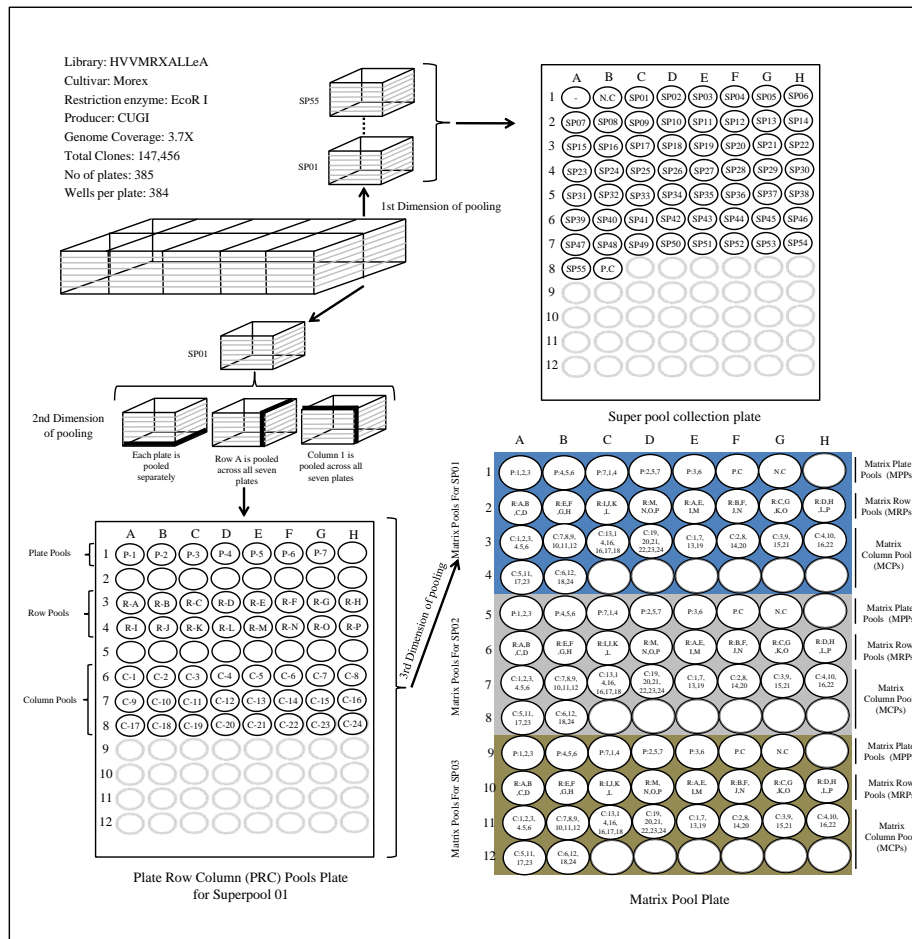 Library: HVVMRXALLeA
Cultivar: Morex
Restriction enzyme: EcoR I
Producer: CUGI
Genome Coverage: 3.7X
Total Clones: 147,456
No of plates: 385
Wells per plate: 384
SP55
SP01
1st Dimension of pooling
SP01
2nd Dimension
of pooling
Each plate is
pooled
separately
Row A is pooled
across all seven
plates
Column 1 is
pooled across all
seven plates
A B C D E F G H
1 - N.C SP01 SP02 SP03 SP04 SP05 SP06
2 SP07 SP08 SP09 SP10 SP11 SP12 SP13 SP14
3 SP15 SP16 SP17 SP18 SP19 SP20 SP21 SP22
4 SP23 SP24 SP25 SP26 SP27 SP28 SP29 SP30
5 SP31 SP32 SP33 SP34 SP35 SP36 SP37 SP38
6 SP39 SP40 SP41 SP42 SP43 SP44 SP45 SP46
7 SP47 SP48 SP49 SP50 SP51 SP52 SP53 SP54
8 SP55 P.C
9
10
11
12
Super pool collection plate
A B C D E F G H
Plate Pools
1 P-1 P-2 P-3 P-4 P-5 P-6 P-7
2
Row Pools
3 R-A R-B R-C R-D R-E R-F R-G R-H
4 R-I R-J R-K R-L R-M R-N R-O R-P
5
Column Pools
6 C-1 C-2 C-3 C-4 C-5 C-6 C-7 C-8
7 C-9 C-10 C-11 C-12 C-13 C-14 C-15 C-16
8 C-17 C-18 C-19 C-20 C-21 C-22 C-23 C-24
9
10
11
12
Plate Row Column (PRC) Pools Plate
for Superpool 01
3rd Dimension of pooling
A B C D E F G H
Matrix Pools For SP01
1 P:1,2,3 P:4,5,6 P:7,1,4 P:2,5,7 P:3,6 P.C N.C
Matrix Plate
Pools (MPPs)
2 R:A,B,C,D R:E,F,G,H R:I,J,K,L R:M,N,O,P R:A,E,I,M R:B,F,J,N R:C,G,K,O R:D,H,L,P
Matrix Row
Pools (MRPs)
3 C:1,2,3,4.5,6 C:7,8,9,10,11,12 C:13,14,16,16,17,18 C:19,20,21,22,23,24 C:1,7,13,19 C:2,8,14,20 C:3,9,15,21 C:4,10,16,22
4 C:5,11,17,23 C:6,12,18,24
Matrix
Column Pools
(MCPs)
Matrix Pools For SP02
5 P:1,2,3 P:4,5,6 P:7,1,4 P:2,5,7 P:3,6 P.C N.C
Matrix Plate
Pools (MPPs)
6 R:A,B,C,D R:E,F,G,H R:I,J,K,L R:M,N,O,P R:A,E,I,M R:B,F,J,N R:C,G,K,O R:D,H,L,P
Matrix Row
Pools (MRPs)
7 C:1,2,3,4.5,6 C:7,8,9,10,11,12 C:13,14,16,16,17,18 C:19,20,21,22,23,24 C:1,7,13,19 C:2,8,14,20 C:3,9,15,21 C:4,10,16,22
8 C:5,11,17,23 C:6,12,18,24
Matrix
Column Pools
(MCPs)
Matrix Pools For SP03
9 P:1,2,3 P:4,5,6 P:7,1,4 P:2,5,7 P:3,6 P.C N.C
Matrix Plate
Pools (MPPs)
10 R:A,B,C,D R:E,F,G,H R:I,J,K,L R:M,N,O,P R:A,E,I,M R:B,F,J,N R:C,G,K,O R:D,H,L,P
Matrix Row
Pools (MRPs)
11 C:1,2,3,4.5,6 C:7,8,9,10,11,12 C:13,14,16,16,17,18 C:19,20,21,22,23,24 C:1,7,13,19 C:2,8,14,20 C:3,9,15,21 C:4,10,16,22
12 C:5,11,17,23 C:6,12,18,24
Matrix
Column Pools
(MCPs)
Matrix Pool Plate